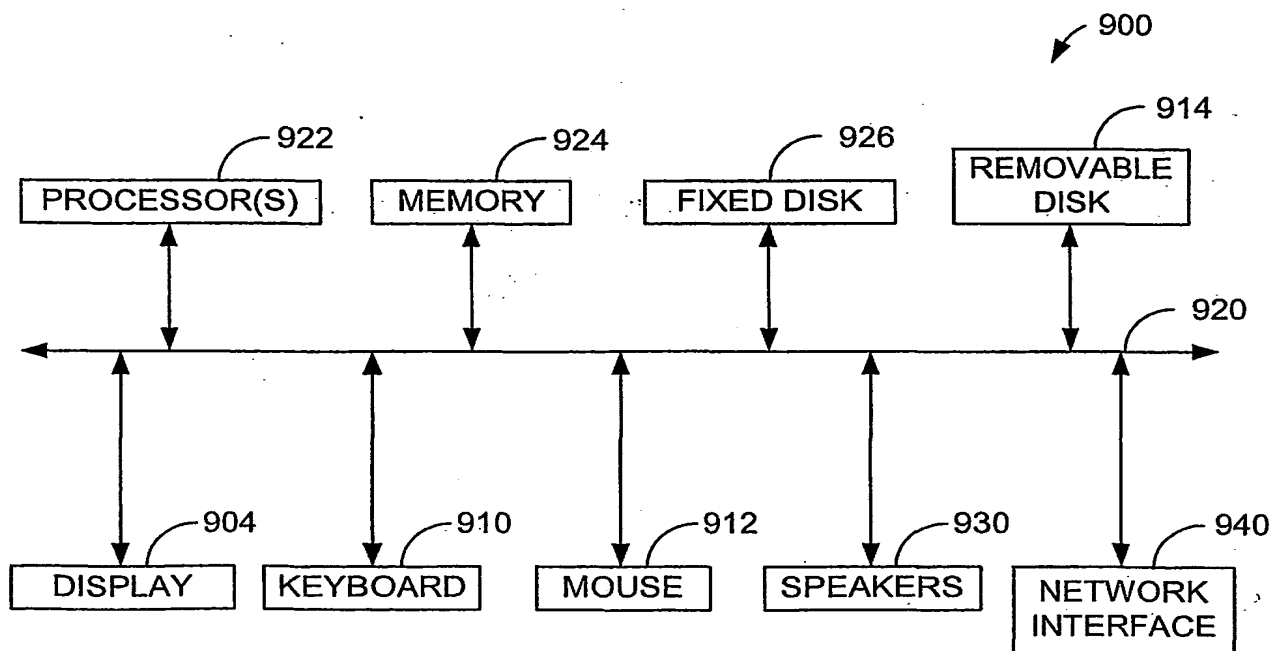 900
922
924
926
914
PROCESSOR(S)
MEMORY
FIXED DISK
REMOVABLE
DISK
920
904
910
912
930
940
DISPLAY
KEYBOARD
MOUSE
SPEAKERS
NETWORK
INTERFACE